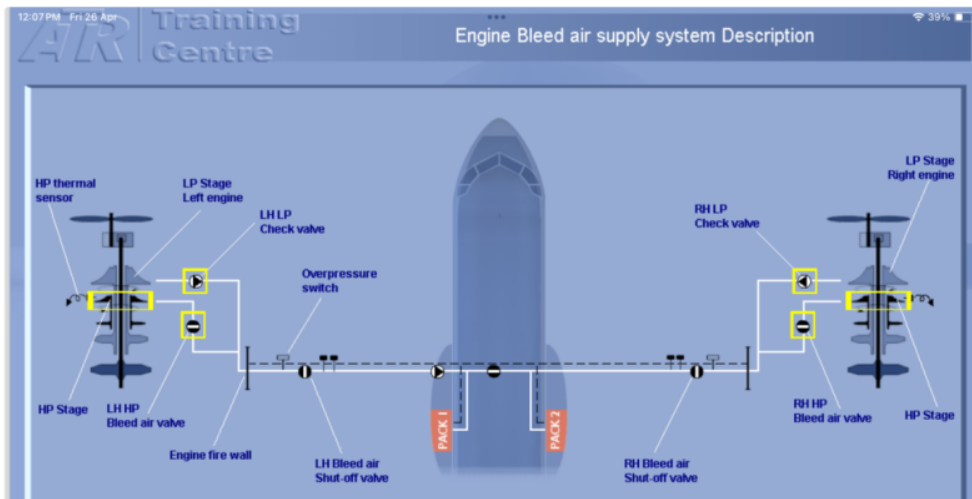 12:07PM Fri 26 Apr
39%
ATR Training
Centre
Engine Bleed air supply system Description
HP thermal
sensor
LP Stage
Left engine
LH LP
Check valve
Overpressure
switch
RH LP
Check valve
LP Stage
Right engine
HP Stage
LH HP
Bleed air valve
Engine fire wall
LH Bleed air
Shut-off valve
PACK 1
PACK 2
RH Bleed air
Shut-off valve
RH HP
Bleed air valve
HP Stage